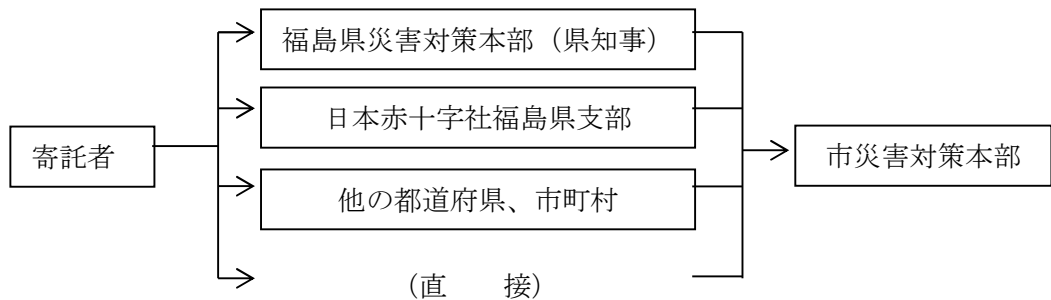 福島県災害対策本部（県知事）
日本赤十字社福島県支部
寄託者
市災害対策本部
他の都道府県、市町村
（直　　接）